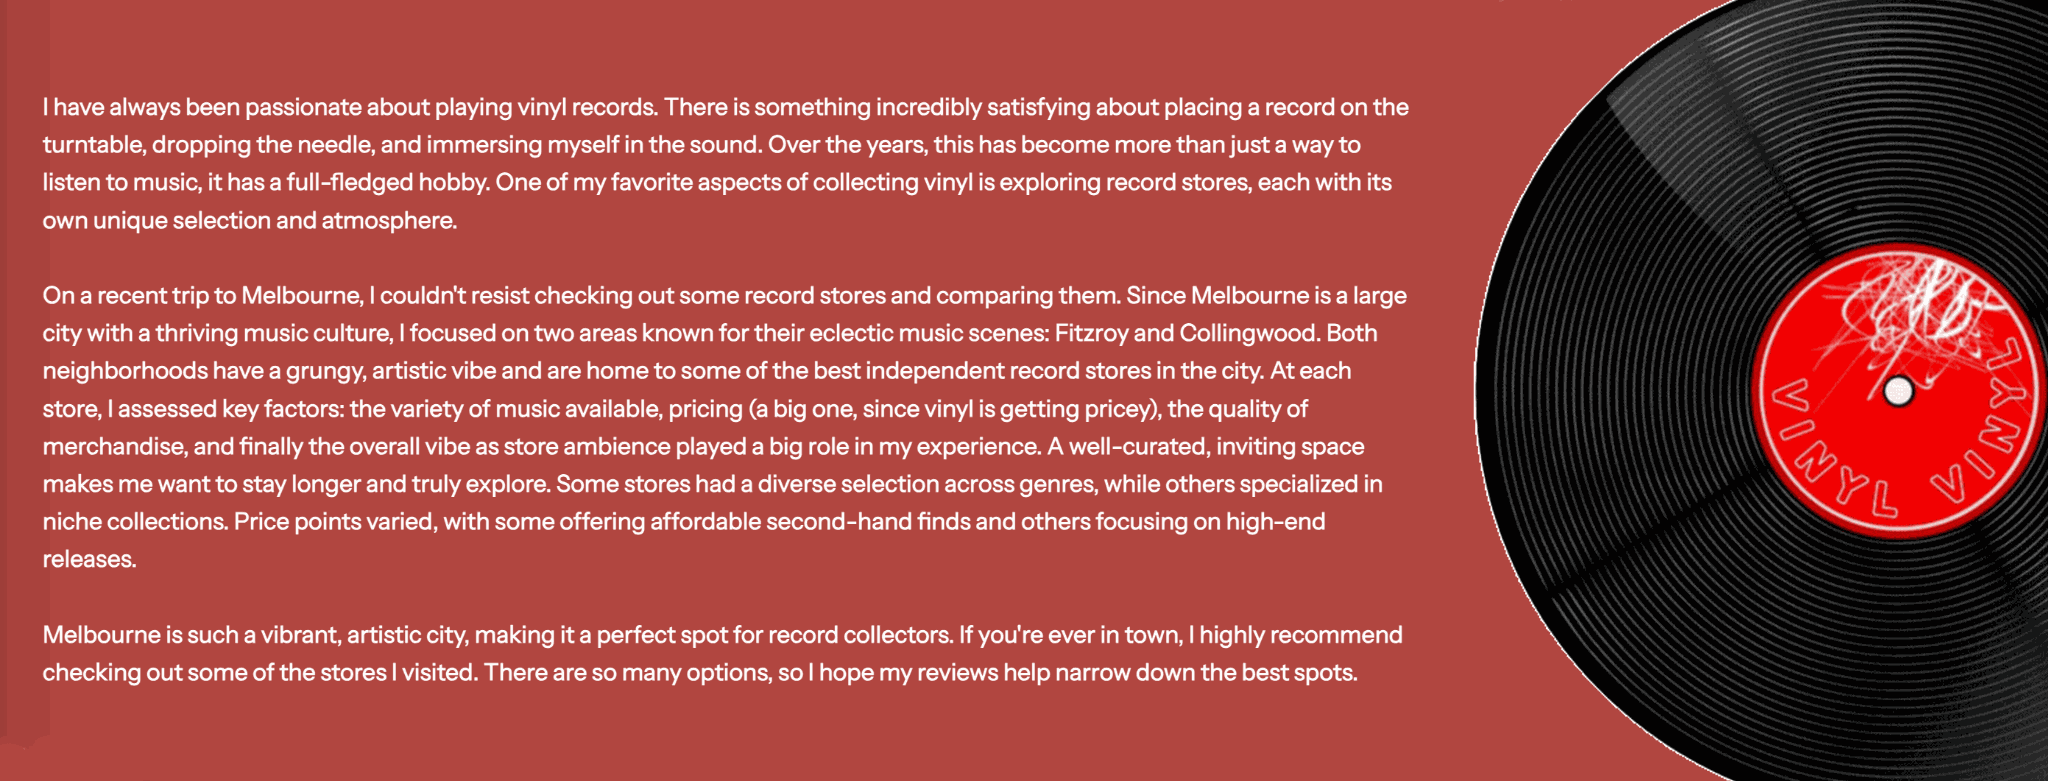 I have always been passionate about playing vinyl records. There is something incredibly satisfying about placing a record on the
turntable, dropping the needle, and immersing myself in the sound. Over the years, this has become more than just a way to
listen to music, it has a full-fledged hobby. One of my favorite aspects of collecting vinyl is exploring record stores, each with its
own unique selection and atmosphere.
On a recent trip to Melbourne, I couldn't resist checking out some record stores and comparing them. Since Melbourne is a large
city with a thriving music culture, I focused on two areas known for their eclectic music scenes: Fitzroy and Collingwood. Both
neighborhoods have a grungy, artistic vibe and are home to some of the best independent record stores in the city. At each
store, I assessed key factors: the variety of music available, pricing (a big one, since vinyl is getting pricey), the quality of
merchandise, and finally the overall vibe as store ambience played a big role in my experience. A well-curated, inviting space
makes me want to stay longer and truly explore. Some stores had a diverse selection across genres, while others specialized in
niche collections. Price points varied, with some offering affordable second-hand finds and others focusing on high-end
releases.
Melbourne is such a vibrant, artistic city, making it a perfect spot for record collectors. If you're ever in town, I highly recommend
checking out some of the stores I visited. There are so many options, so I hope my reviews help narrow down the best spots.
VINYL VINYL